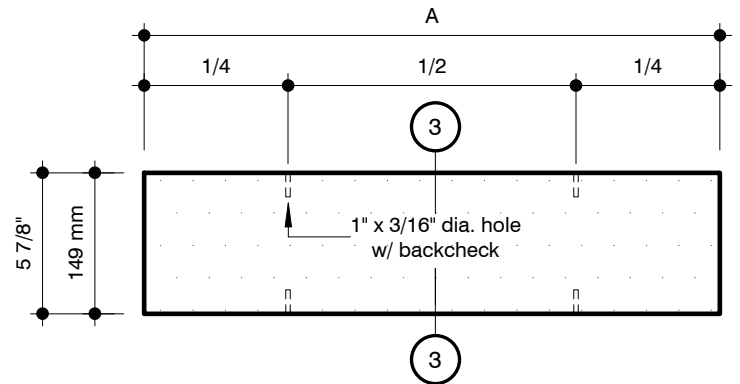 A
1/4
1/2
1/4
3
5 7/8"
149 mm
1" x 3/16" dia. hole
w/ backcheck
3